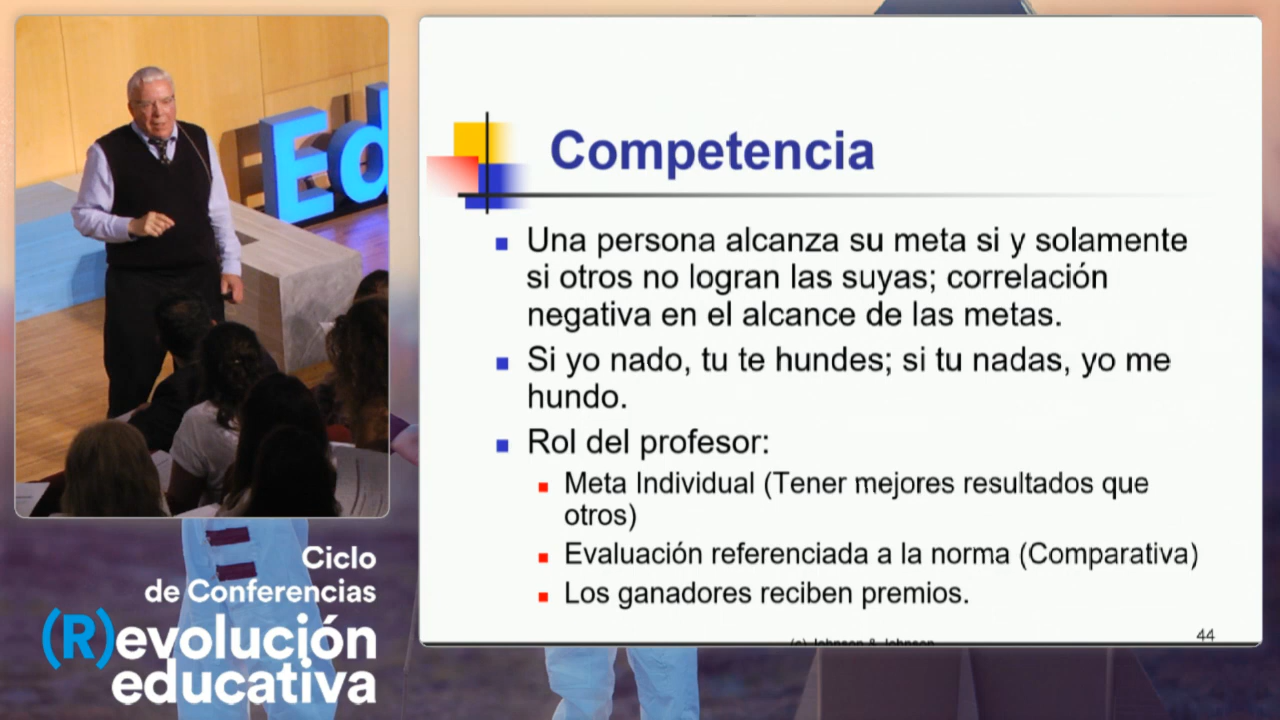 Ed
Ciclo
de Conferencias
(R)evolución
educativa
Competencia
Una persona alcanza su meta si y solamente
si otros no logran las suyas; correlación
negativa en el alcance de las metas.
Si yo nado, tu te hundes; si tu nadas, yo me
hundo.
Rol del profesor:
Meta Individual (Tener mejores resultados que
otros)
Evaluación referenciada a la norma (Comparativa)
Los ganadores reciben premios.
(c) Johnson & Johnson
44